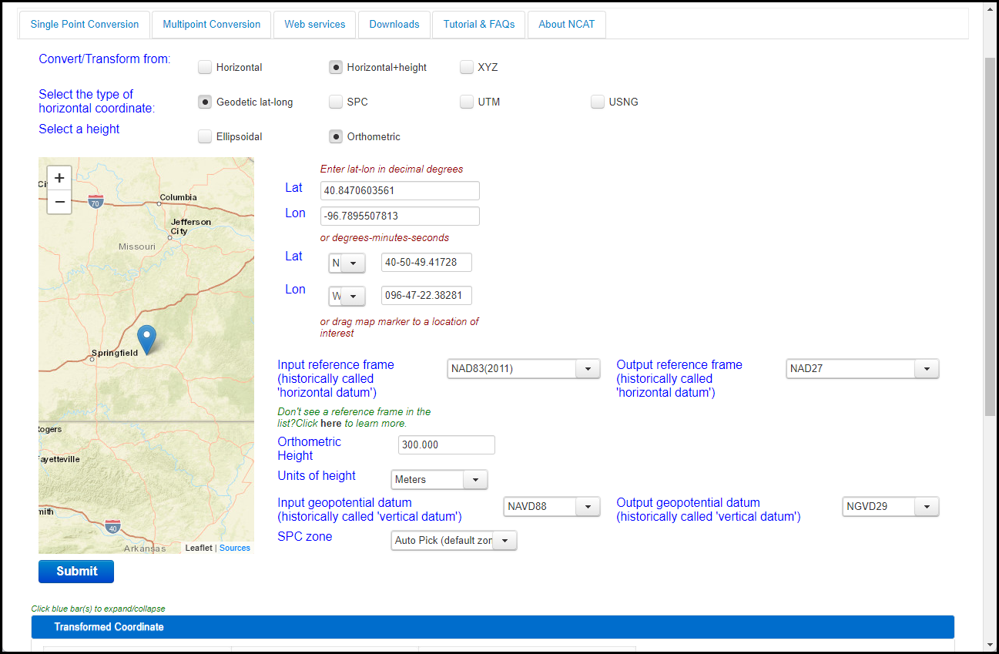 Single Point Conversion
Multipoint Conversion
Web services
Downloads
Tutorial & FAQs
About NCAT
Convert/Transform from:
Horizontal
Horizontal+height
XYZ
Select the type of
horizontal coordinate:
Geodetic lat-long
SPC
UTM
USNG
Select a height
Ellipsoidal
Orthometric
+
−
Ci
70
Columbia
Jefferson
City
Missouri
Springfield
Rogers
Fayetteville
mith
40
Arkansas
Leaflet | Sources
Enter lat-lon in decimal degrees
Lat
40.8470603561
Lon
-96.7895507813
or degrees-minutes-seconds
Lat
N
40-50-49.41728
Lon
W
096-47-22.38281
or drag map marker to a location of
interest
Input reference frame
(historically called
'horizontal datum')
NAD83(2011)
Output reference frame
(historically called
'horizontal datum')
NAD27
Don't see a reference frame in the
list?Click here to learn more.
Orthometric
Height
300.000
Units of height
Meters
Input geopotential datum
(historically called 'vertical datum')
NAVD88
Output geopotential datum
(historically called 'vertical datum')
NGVD29
SPC zone
Auto Pick (default zon
Submit
Click blue bar(s) to expand/collapse
Transformed Coordinate